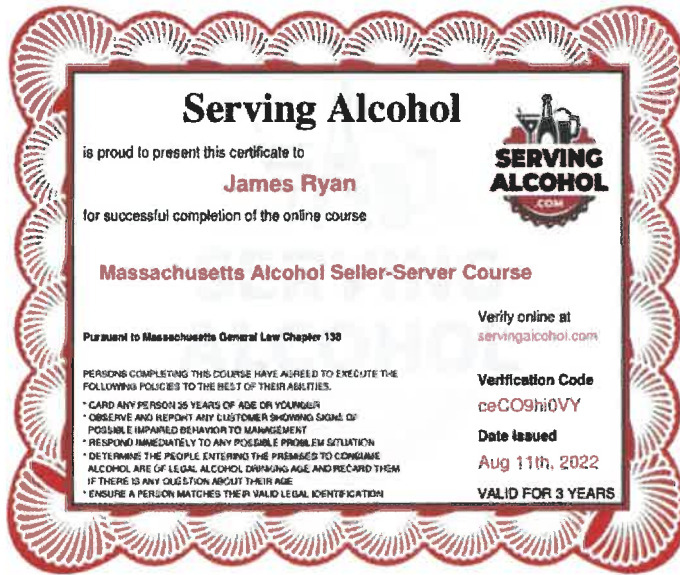 Serving Alcohol
is proud to present this certificate to
James Ryan
for successful completion of the online course
SERVING
ALCOHOL
.COM
Massachusetts Alcohol Seller-Server Course
Pursuant to Massachusetts General Law Chapter 138
PERSONS COMPLETING THIS COURSE HAVE AGREED TO EXECUTE THE
FOLLOWING POLICIES TO THE BEST OF THEIR ABILITIES.
* CARD ANY PERSON 35 YEARS OF AGE OR YOUNGER
* OBSERVE AND REPORT ANY CUSTOMER SHOWING SIGNS OF
POSSIBLE IMPAIRED BEHAVIOR TO MANAGEMENT
* RESPOND IMMEDIATELY TO ANY POSSIBLE PROBLEM SITUATION
* DETERMINE THE PEOPLE ENTERING THE PREMISES TO CONSUME
ALCOHOL ARE OF LEGAL ALCOHOL DRINKING AGE AND RECARD THEM
IF THERE IS ANY QUESTION ABOUT THEIR AGE
* ENSURE A PERSON MATCHES THEIR VALID LEGAL IDENTIFICATION
Verify online at
servingalcohol.com
Verification Code
ceCO9hi0VY
Date Issued
Aug 11th, 2022
VALID FOR 3 YEARS